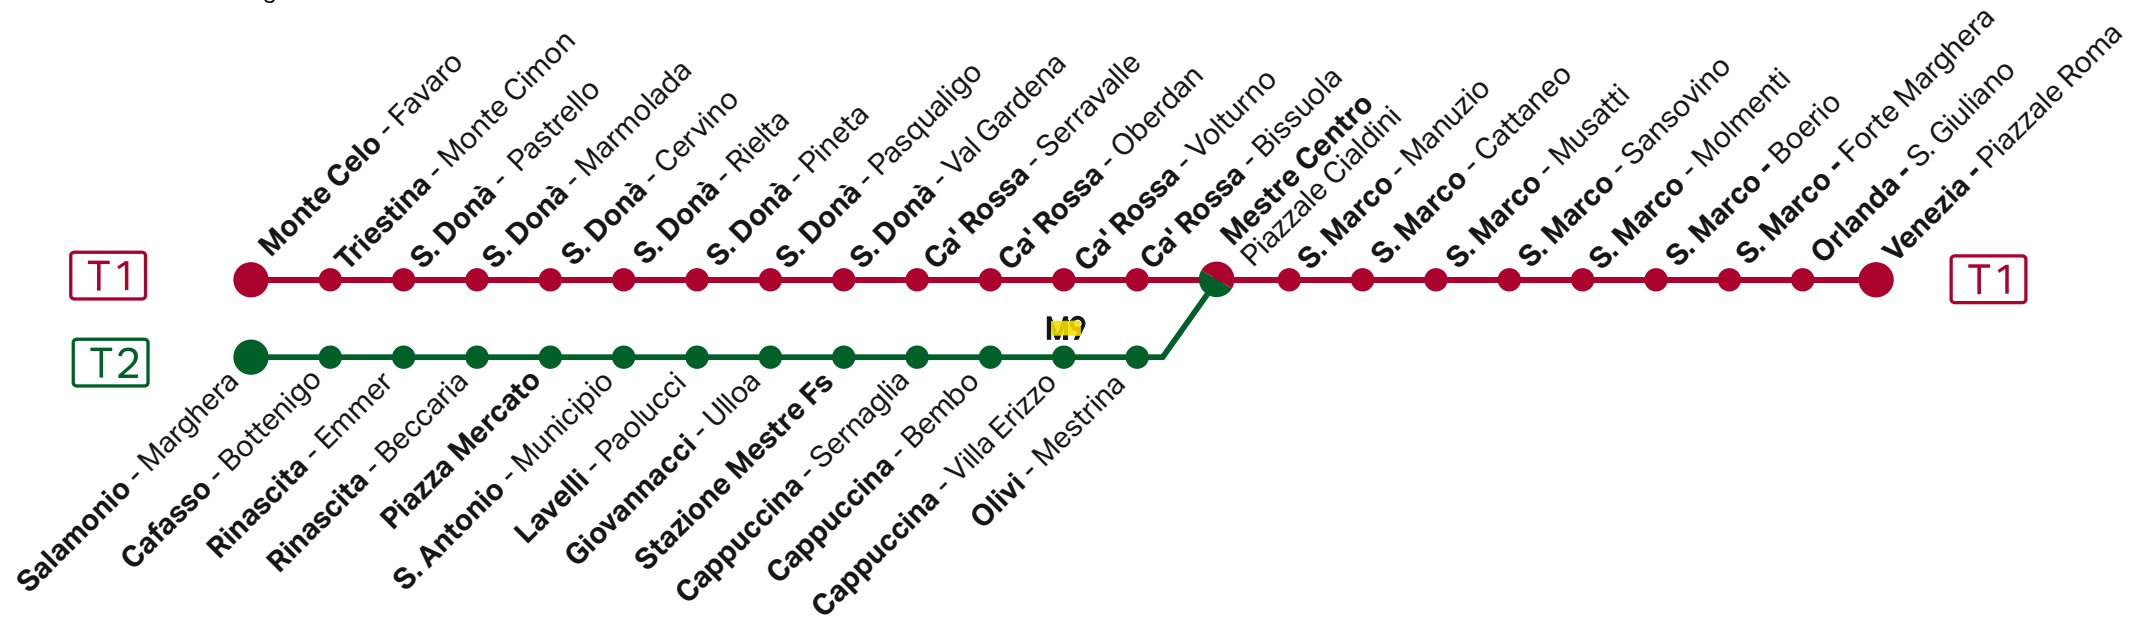 T1
Monte Celo - Favaro
Triestina - Monte Cimon
S. Donà - Pastrello
S. Donà - Marmolada
S. Donà - Cervino
S. Donà - Rielta
S. Donà - Pineta
S. Donà - Pasqualigo
S. Donà - Val Gardena
Ca' Rossa - Serravalle
Ca' Rossa - Oberdan
Ca' Rossa - Volturno
Ca' Rossa - Bissuola
Mestre Centro
Piazzale Cialdini
S. Marco - Manuzio
S. Marco - Cattaneo
S. Marco - Musatti
S. Marco - Sansovino
S. Marco - Molmenti
S. Marco - Boerio
S. Marco - Forte Marghera
Orlanda - S. Giuliano
Venezia - Piazzale Roma
T1
M9
T2
Salamonio - Marghera
Cafasso - Bottenigo
Rinascita - Emmer
Rinascita - Beccaria
Piazza Mercato
S. Antonio - Municipio
Lavelli - Paolucci
Giovannacci - Ulloa
Stazione Mestre Fs
Cappuccina - Sernaglia
Cappuccina - Bembo
Cappuccina - Villa Erizzo
Olivi - Mestrina